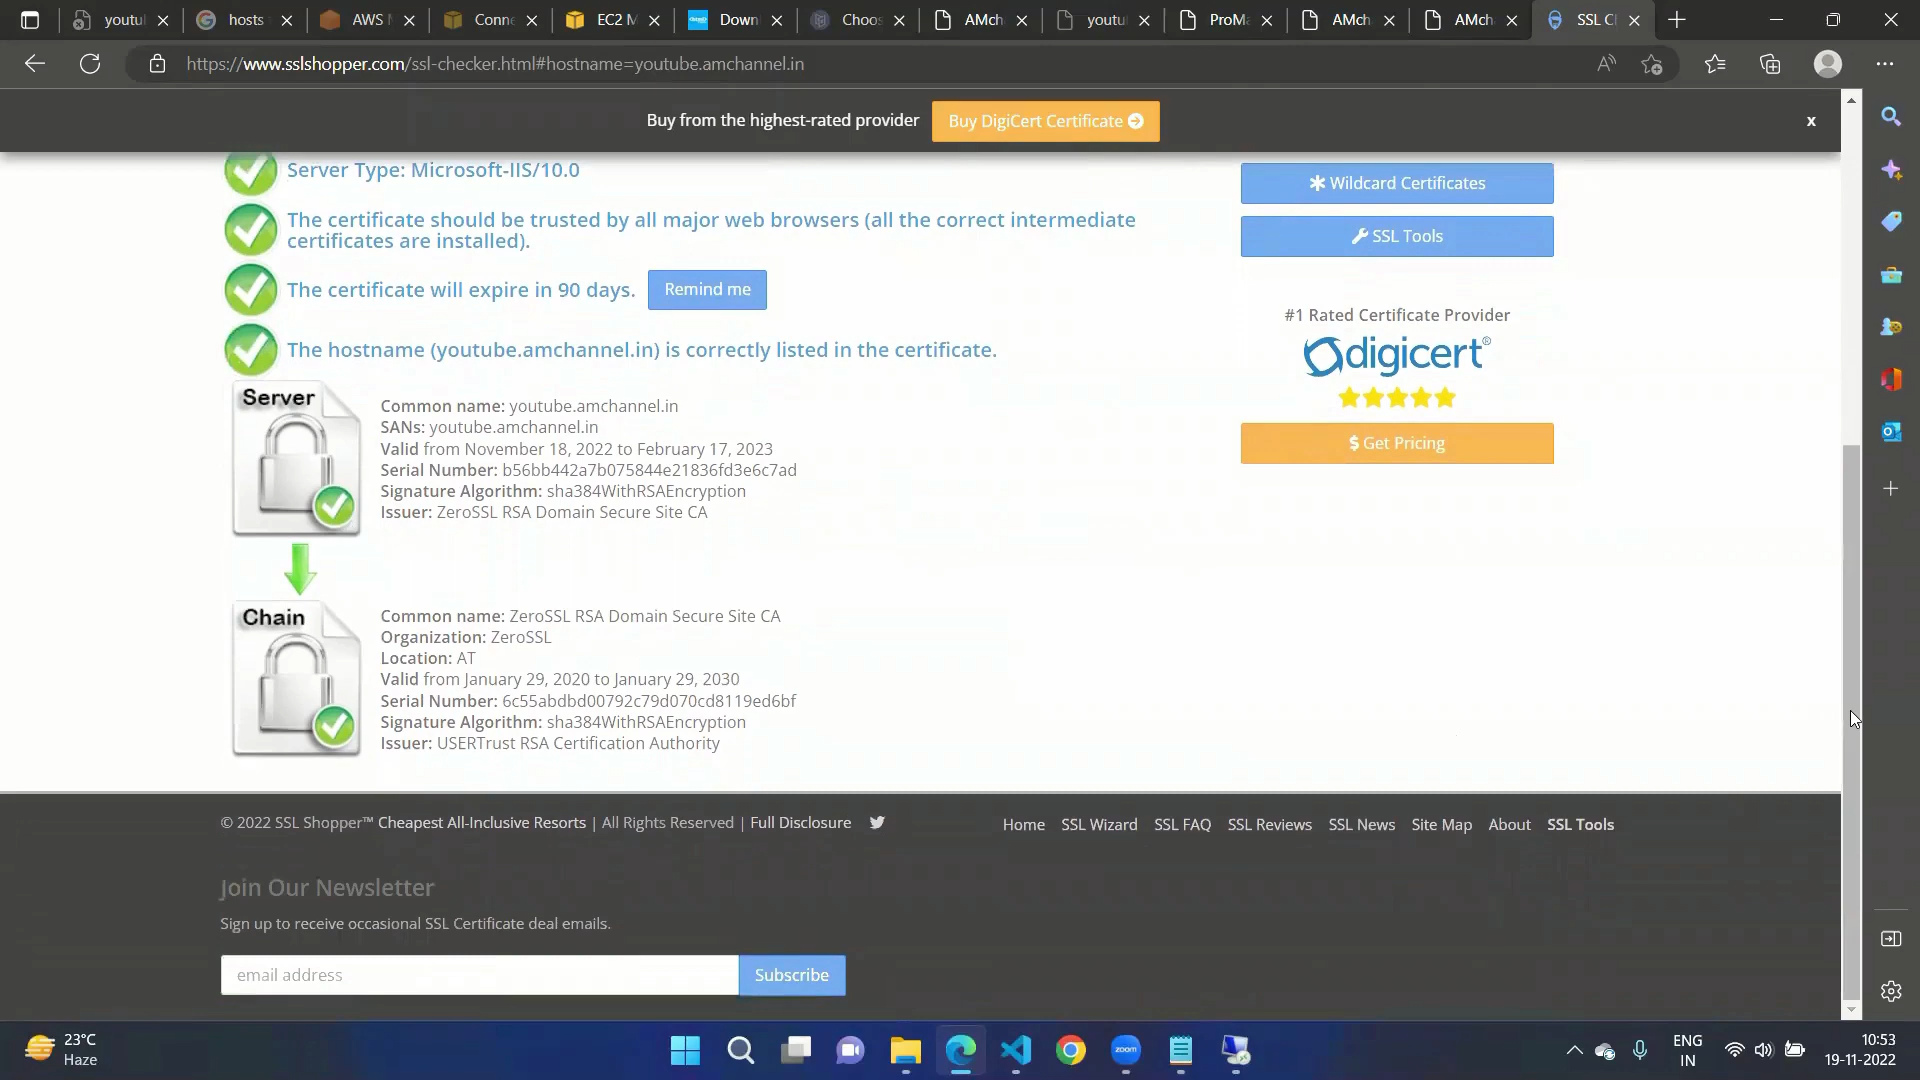 youtul
hosts
AWS M
Conne
EC2 M
Down
Choos
AMch
youtu
ProMa
AMch
AMch
SSL Cl
https://www.sslshopper.com/ssl-checker.html#hostname=youtube.amchannel.in
Buy from the highest-rated provider
Buy DigiCert Certificate
x
Server Type: Microsoft-IIS/10.0
The certificate should be trusted by all major web browsers (all the correct intermediate
certificates are installed).
The certificate will expire in 90 days.
Remind me
The hostname (youtube.amchannel.in) is correctly listed in the certificate.
Server
Common name: youtube.amchannel.in
SANs: youtube.amchannel.in
Valid from November 18, 2022 to February 17, 2023
Serial Number: b56bb442a7b075844e21836fd3e6c7ad
Signature Algorithm: sha384WithRSAEncryption
Issuer: ZeroSSL RSA Domain Secure Site CA
Chain
Common name: ZeroSSL RSA Domain Secure Site CA
Organization: ZeroSSL
Location: AT
Valid from January 29, 2020 to January 29, 2030
Serial Number: 6c55abdbd00792c79d070cd8119ed6bf
Signature Algorithm: sha384WithRSAEncryption
Issuer: USERTrust RSA Certification Authority
Wildcard Certificates
SSL Tools
#1 Rated Certificate Provider
digicert®
$ Get Pricing
© 2022 SSL Shopper™ Cheapest All-Inclusive Resorts | All Rights Reserved | Full Disclosure
Home SSL Wizard SSL FAQ SSL Reviews SSL News Site Map About SSL Tools
Join Our Newsletter
Sign up to receive occasional SSL Certificate deal emails.
email address
Subscribe
23°C
Haze
zoom
ENG
IN
10:53
19-11-2022